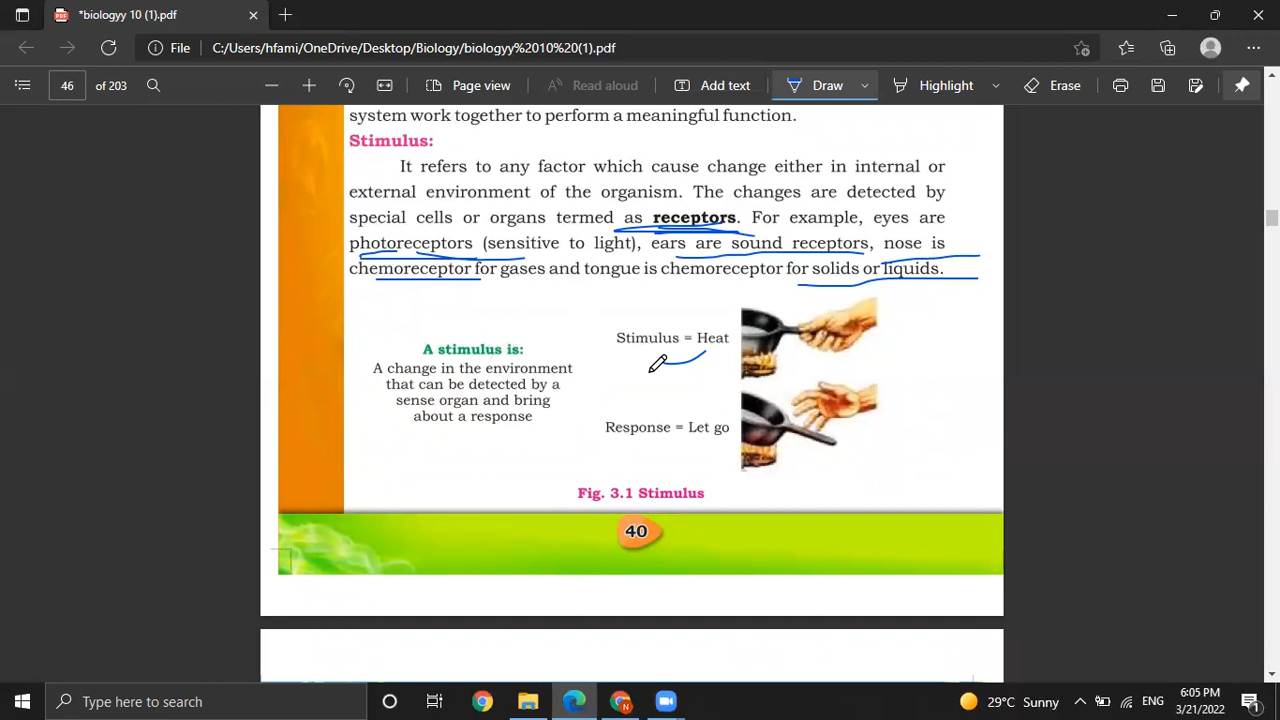 *biologyy 10 (1).pdf
File C:/Users/hfami/OneDrive/Desktop/Biology/biologyy%2010%20(1).pdf
46 of 203 Page view Read aloud Add text Draw Highlight Erase
system work together to perform a meaningful function.
Stimulus:
It refers to any factor which cause change either in internal or
external environment of the organism. The changes are detected by
special cells or organs termed as receptors. For example, eyes are
photoreceptors (sensitive to light), ears are sound receptors, nose is
chemoreceptor for gases and tongue is chemoreceptor for solids or liquids.
A stimulus is:
A change in the environment
that can be detected by a
sense organ and bring
about a response
Stimulus = Heat
Response = Let go
Fig. 3.1 Stimulus
40
Type here to search
29°C Sunny ENG 6:05 PM
3/21/2022